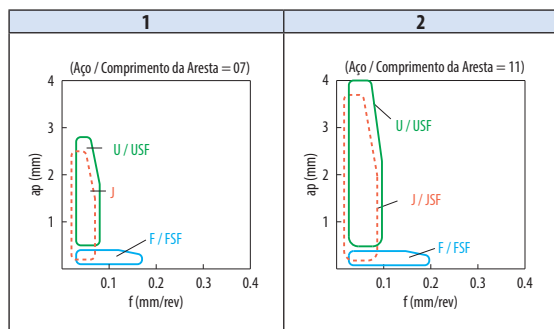 1
2
(Aço / Comprimento da Aresta = 07)
4
3
2
1
ap (mm)
U / USF
J
F / FSF
0.1
0.2
0.3
0.4
f (mm/rev)
(Aço / Comprimento da Aresta = 11)
4
3
2
1
ap (mm)
U / USF
J / JSF
F / FSF
0.1
0.2
0.3
0.4
f (mm/rev)